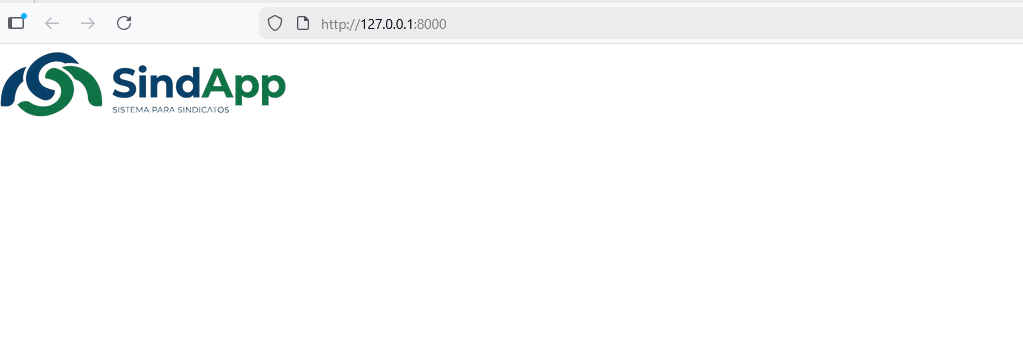 http://127.0.0.1:8000
SindApp
SISTEMA PARA SINDICATOS